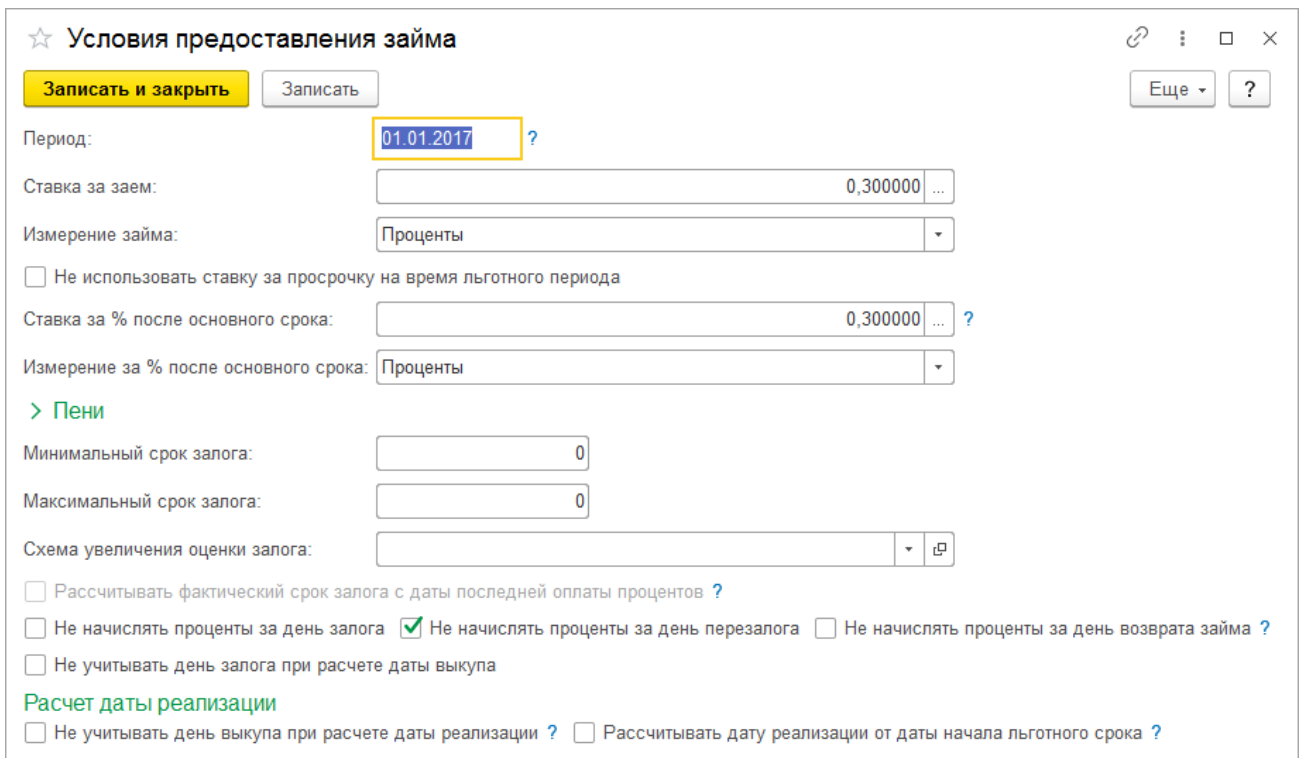 Условия предоставления займа
Записать и закрыть Записать Еще ?
Период: 01.01.2017 ?
Ставка за заем: 0,300000 ...
Измерение займа: Проценты
Не использовать ставку за просрочку на время льготного периода
Ставка за % после основного срока: 0,300000 ... ?
Измерение за % после основного срока: Проценты
Пени
Минимальный срок залога: 0
Максимальный срок залога: 0
Схема увеличения оценки залога:
Рассчитывать фактический срок залога с даты последней оплаты процентов ?
Не начислять проценты за день залога Не начислять проценты за день перезалога Не начислять проценты за день возврата займа ?
Не учитывать день залога при расчете даты выкупа
Расчет даты реализации
Не учитывать день выкупа при расчете даты реализации ? Рассчитывать дату реализации от даты начала льготного срока ?